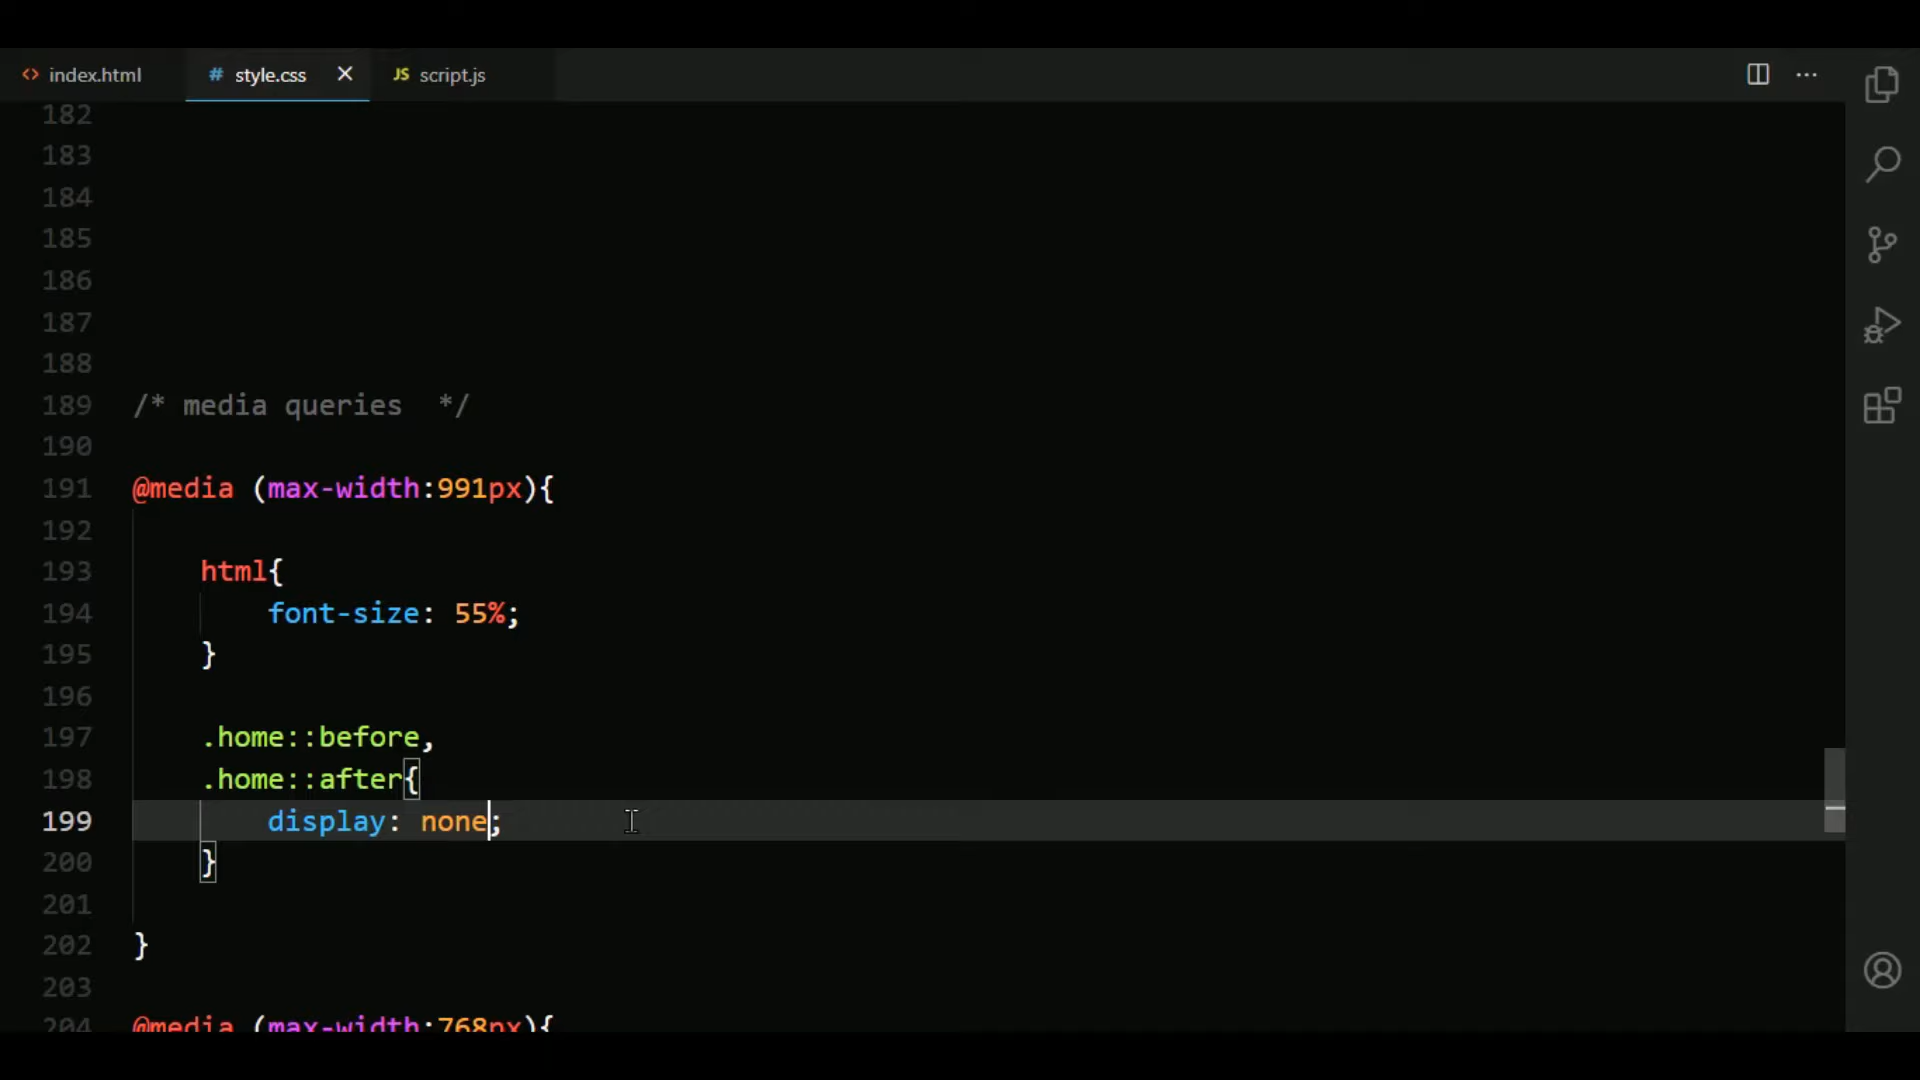 index.html style.css script.js
182
183
184
185
186
187
188
189 /* media queries  */
190
191 @media (max-width:991px){
192
193 html{
194 font-size: 55%;
195 }
196
197 .home::before,
198 .home::after{
199 display: none;
200 }
201
202 }
203
204 @media (max-width:768px){